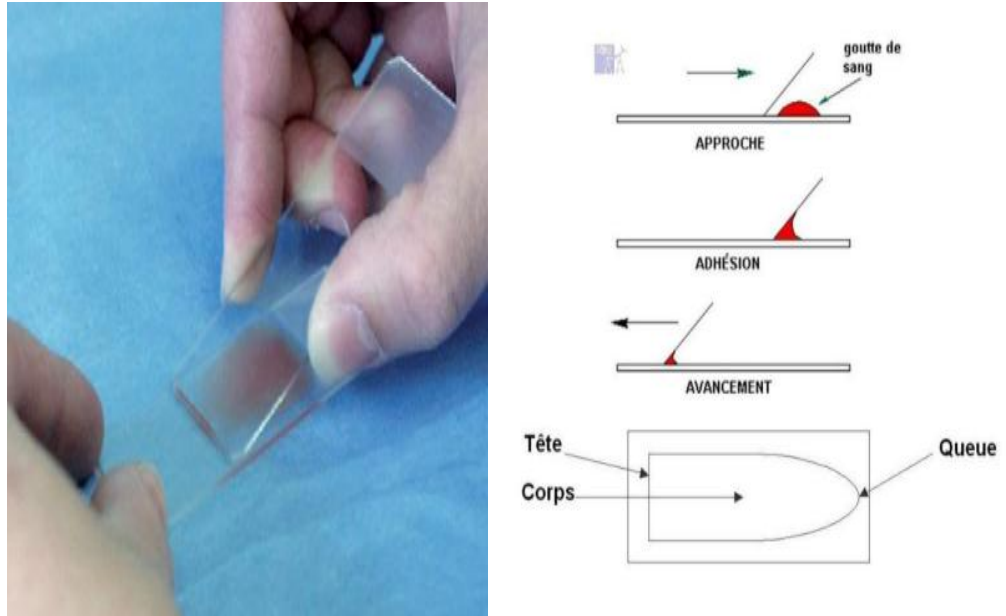 goutte de
sang
APPROCHE
ADHÉSION
AVANCEMENT
Tête
Queue
Corps